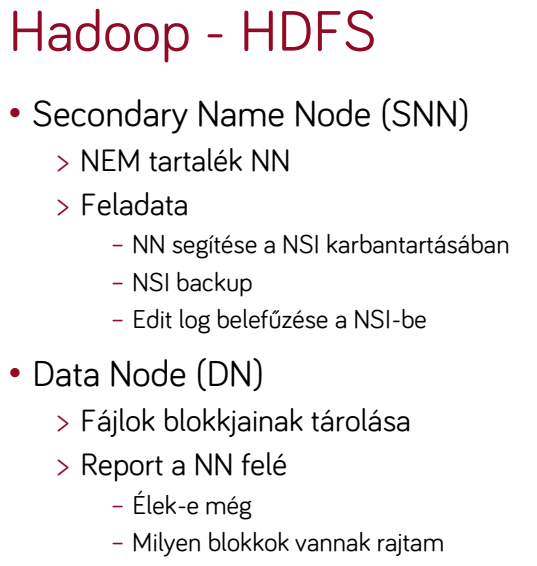 Hadoop - HDFS
• Secondary Name Node (SNN)
> NEM tartalék NN
> Feladata
– NN segítése a NSI karbantartásában
– NSI backup
– Edit log belefűzése a NSI-be
• Data Node (DN)
> Fájlok blokkjainak tárolása
> Report a NN felé
– Élek-e még
– Milyen blokkok vannak rajtam